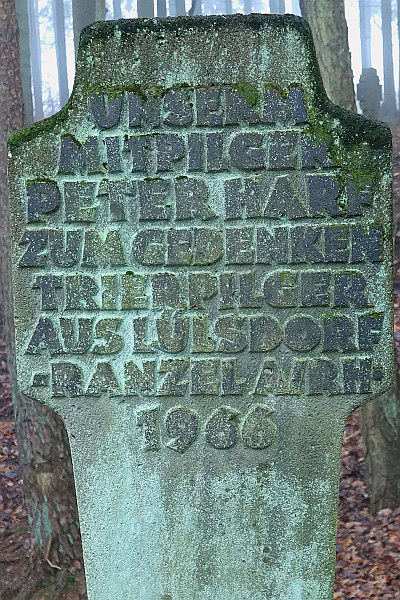 UNSERM
MITPILGER
PETER HARF
ZUM GEDENKEN
TRIERPILGER
AUS LÜLSDORF
-RANZEL A/RH-
1966